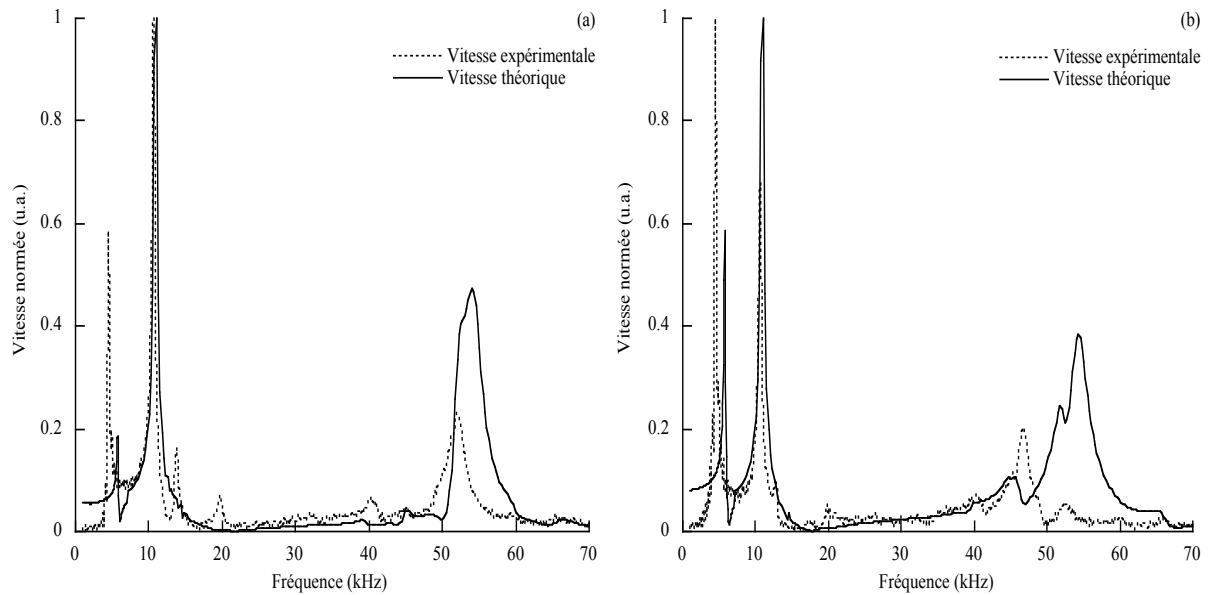 (a)
Vitesse expérimentale
Vitesse théorique
Vitesse normée (u.a.)
1
0.8
0.6
0.4
0.2
0
0 10 20 30 40 50 60 70
Fréquence (kHz)
(b)
Vitesse expérimentale
Vitesse théorique
Vitesse normée (u.a.)
1
0.8
0.6
0.4
0.2
0
0 10 20 30 40 50 60 70
Fréquence (kHz)